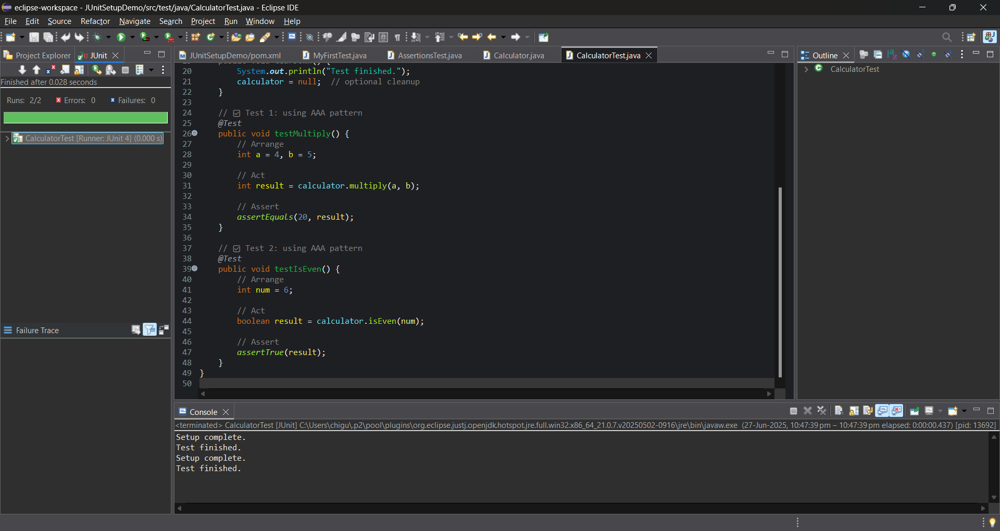 eclipse-workspace - JUnitSetupDemo/src/test/java/CalculatorTest.java - Eclipse IDE
File Edit Source Refactor Navigate Search Project Run Window Help
Project Explorer JUnit
JUnitSetupDemo/pom.xml MyFirstTest.java AssertionsTest.java Calculator.java CalculatorTest.java
Outline
CalculatorTest
Finished after 0.028 seconds
Runs: 2/2 Errors: 0 Failures: 0
CalculatorTest [Runner: JUnit 4] (0.000 s)
Failure Trace
20 System.out.println("Test finished.");
21 calculator = null; // optional cleanup
22 }
23
24 // ☑ Test 1: using AAA pattern
25 @Test
26 public void testMultiply() {
27 // Arrange
28 int a = 4, b = 5;
29
30 // Act
31 int result = calculator.multiply(a, b);
32
33 // Assert
34 assertEquals(20, result);
35 }
36
37 // ☑ Test 2: using AAA pattern
38 @Test
39 public void testIsEven() {
40 // Arrange
41 int num = 6;
42
43 // Act
44 boolean result = calculator.isEven(num);
45
46 // Assert
47 assertTrue(result);
48 }
49 }
50
Console
<terminated> CalculatorTest [JUnit] C:\Users\chigu\.p2\pool\plugins\org.eclipse.justj.openjdk.hotspot.jre.full.win32.x86_64_21.0.7.v20250502-0916\jre\bin\javaw.exe (27-Jun-2025, 10:47:39 pm – 10:47:39 pm elapsed: 0:00:00.437) [pid: 13692]
Setup complete.
Test finished.
Setup complete.
Test finished.